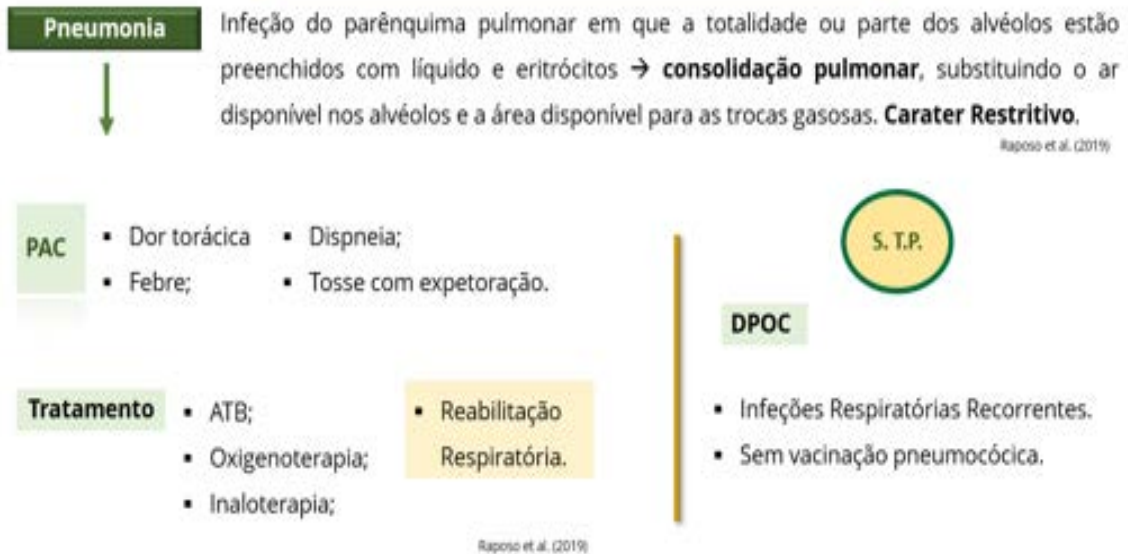 Pneumonia
Infeção do parênquima pulmonar em que a totalidade ou parte dos alvéolos estão
preenchidos com líquido e eritrócitos → consolidação pulmonar, substituindo o ar
disponível nos alvéolos e a área disponível para as trocas gasosas. Carater Restritivo.
Raposo et al. (2019)
PAC
▪ Dor torácica
▪ Febre;
▪ Dispneia;
▪ Tosse com expetoração.
Tratamento
▪ ATB;
▪ Oxigenoterapia;
▪ Inaloterapia;
▪ Reabilitação
Respiratória.
Raposo et al. (2019)
S. T.P.
DPOC
▪ Infeções Respiratórias Recorrentes.
▪ Sem vacinação pneumocócica.